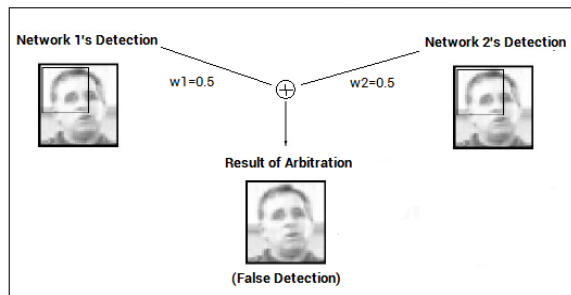 Network 1's Detection
Network 2's Detection
w1=0.5
w2=0.5
Result of Arbitration
(False Detection)